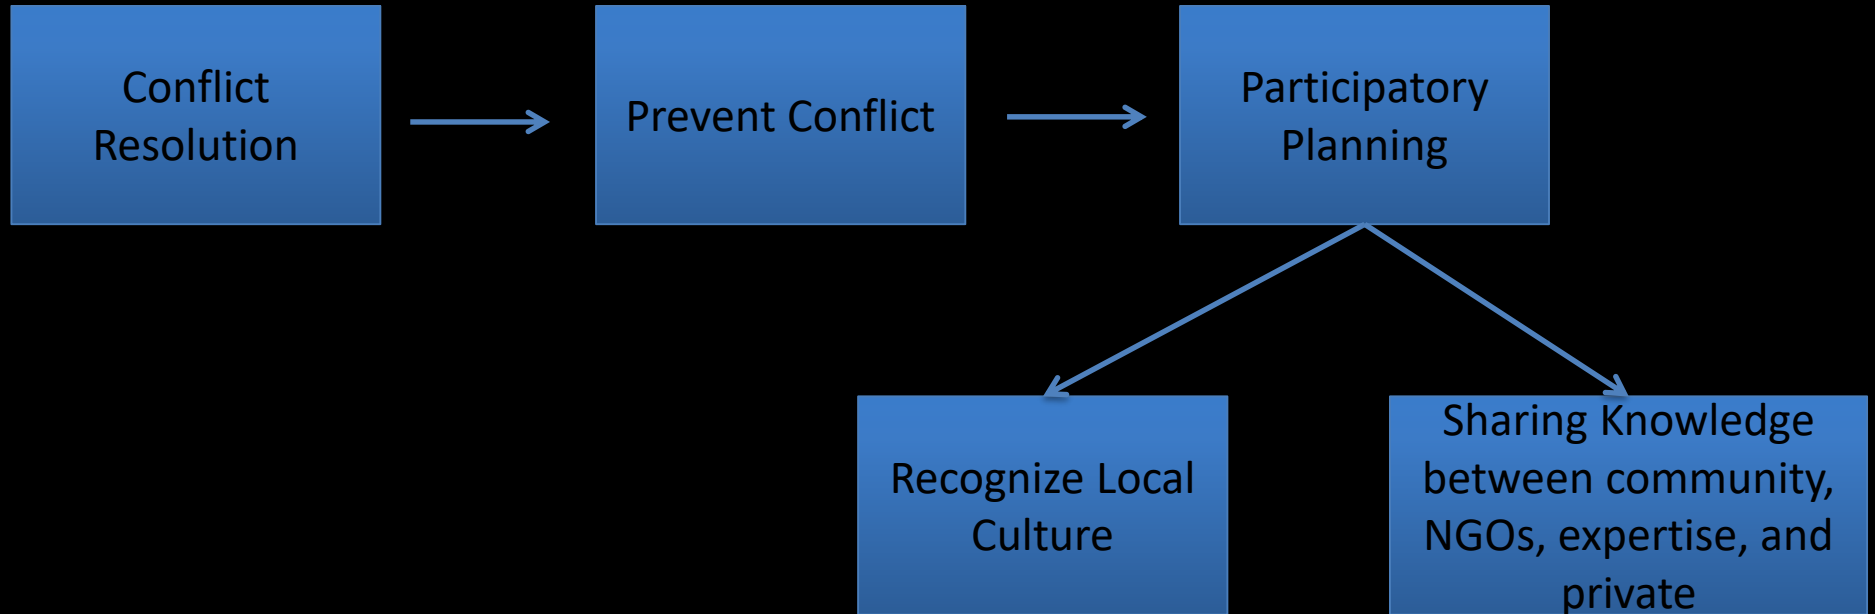 Conflict
Resolution
Prevent Conflict
Participatory
Planning
Recognize Local
Culture
Sharing Knowledge
between community,
NGOs, expertise, and
private